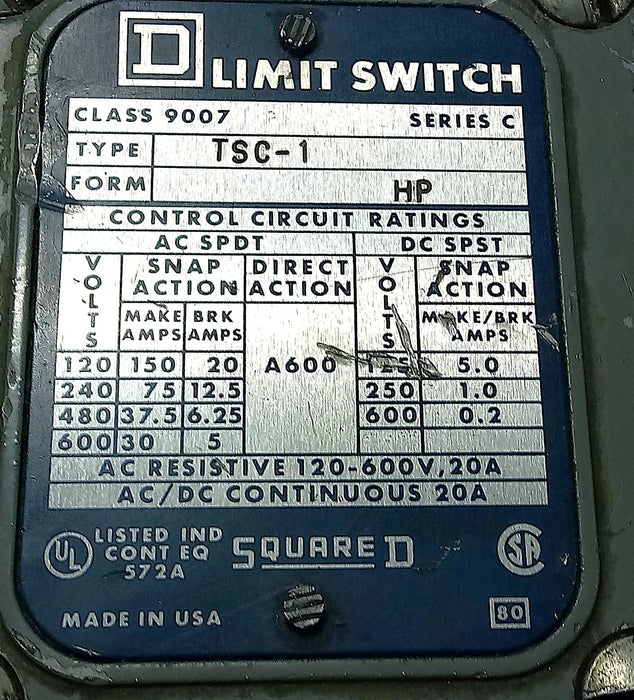 D LIMIT SWITCH
CLASS 9007 SERIES C
TYPE TSC-1
FORM HP
CONTROL CIRCUIT RATINGS
AC SPDT DC SPST
VOLTS SNAP ACTION DIRECT ACTION VOLTS SNAP ACTION
MAKE AMPS BRK AMPS MAKE/BRK AMPS
120 150 20 A600 125 5.0
240 75 12.5 250 1.0
480 37.5 6.25 600 0.2
600 30 5
AC RESISTIVE 120-600V,20A
AC/DC CONTINUOUS 20A
UL LISTED IND
CONT EQ
572A
SQUARE D
SA
MADE IN USA
80